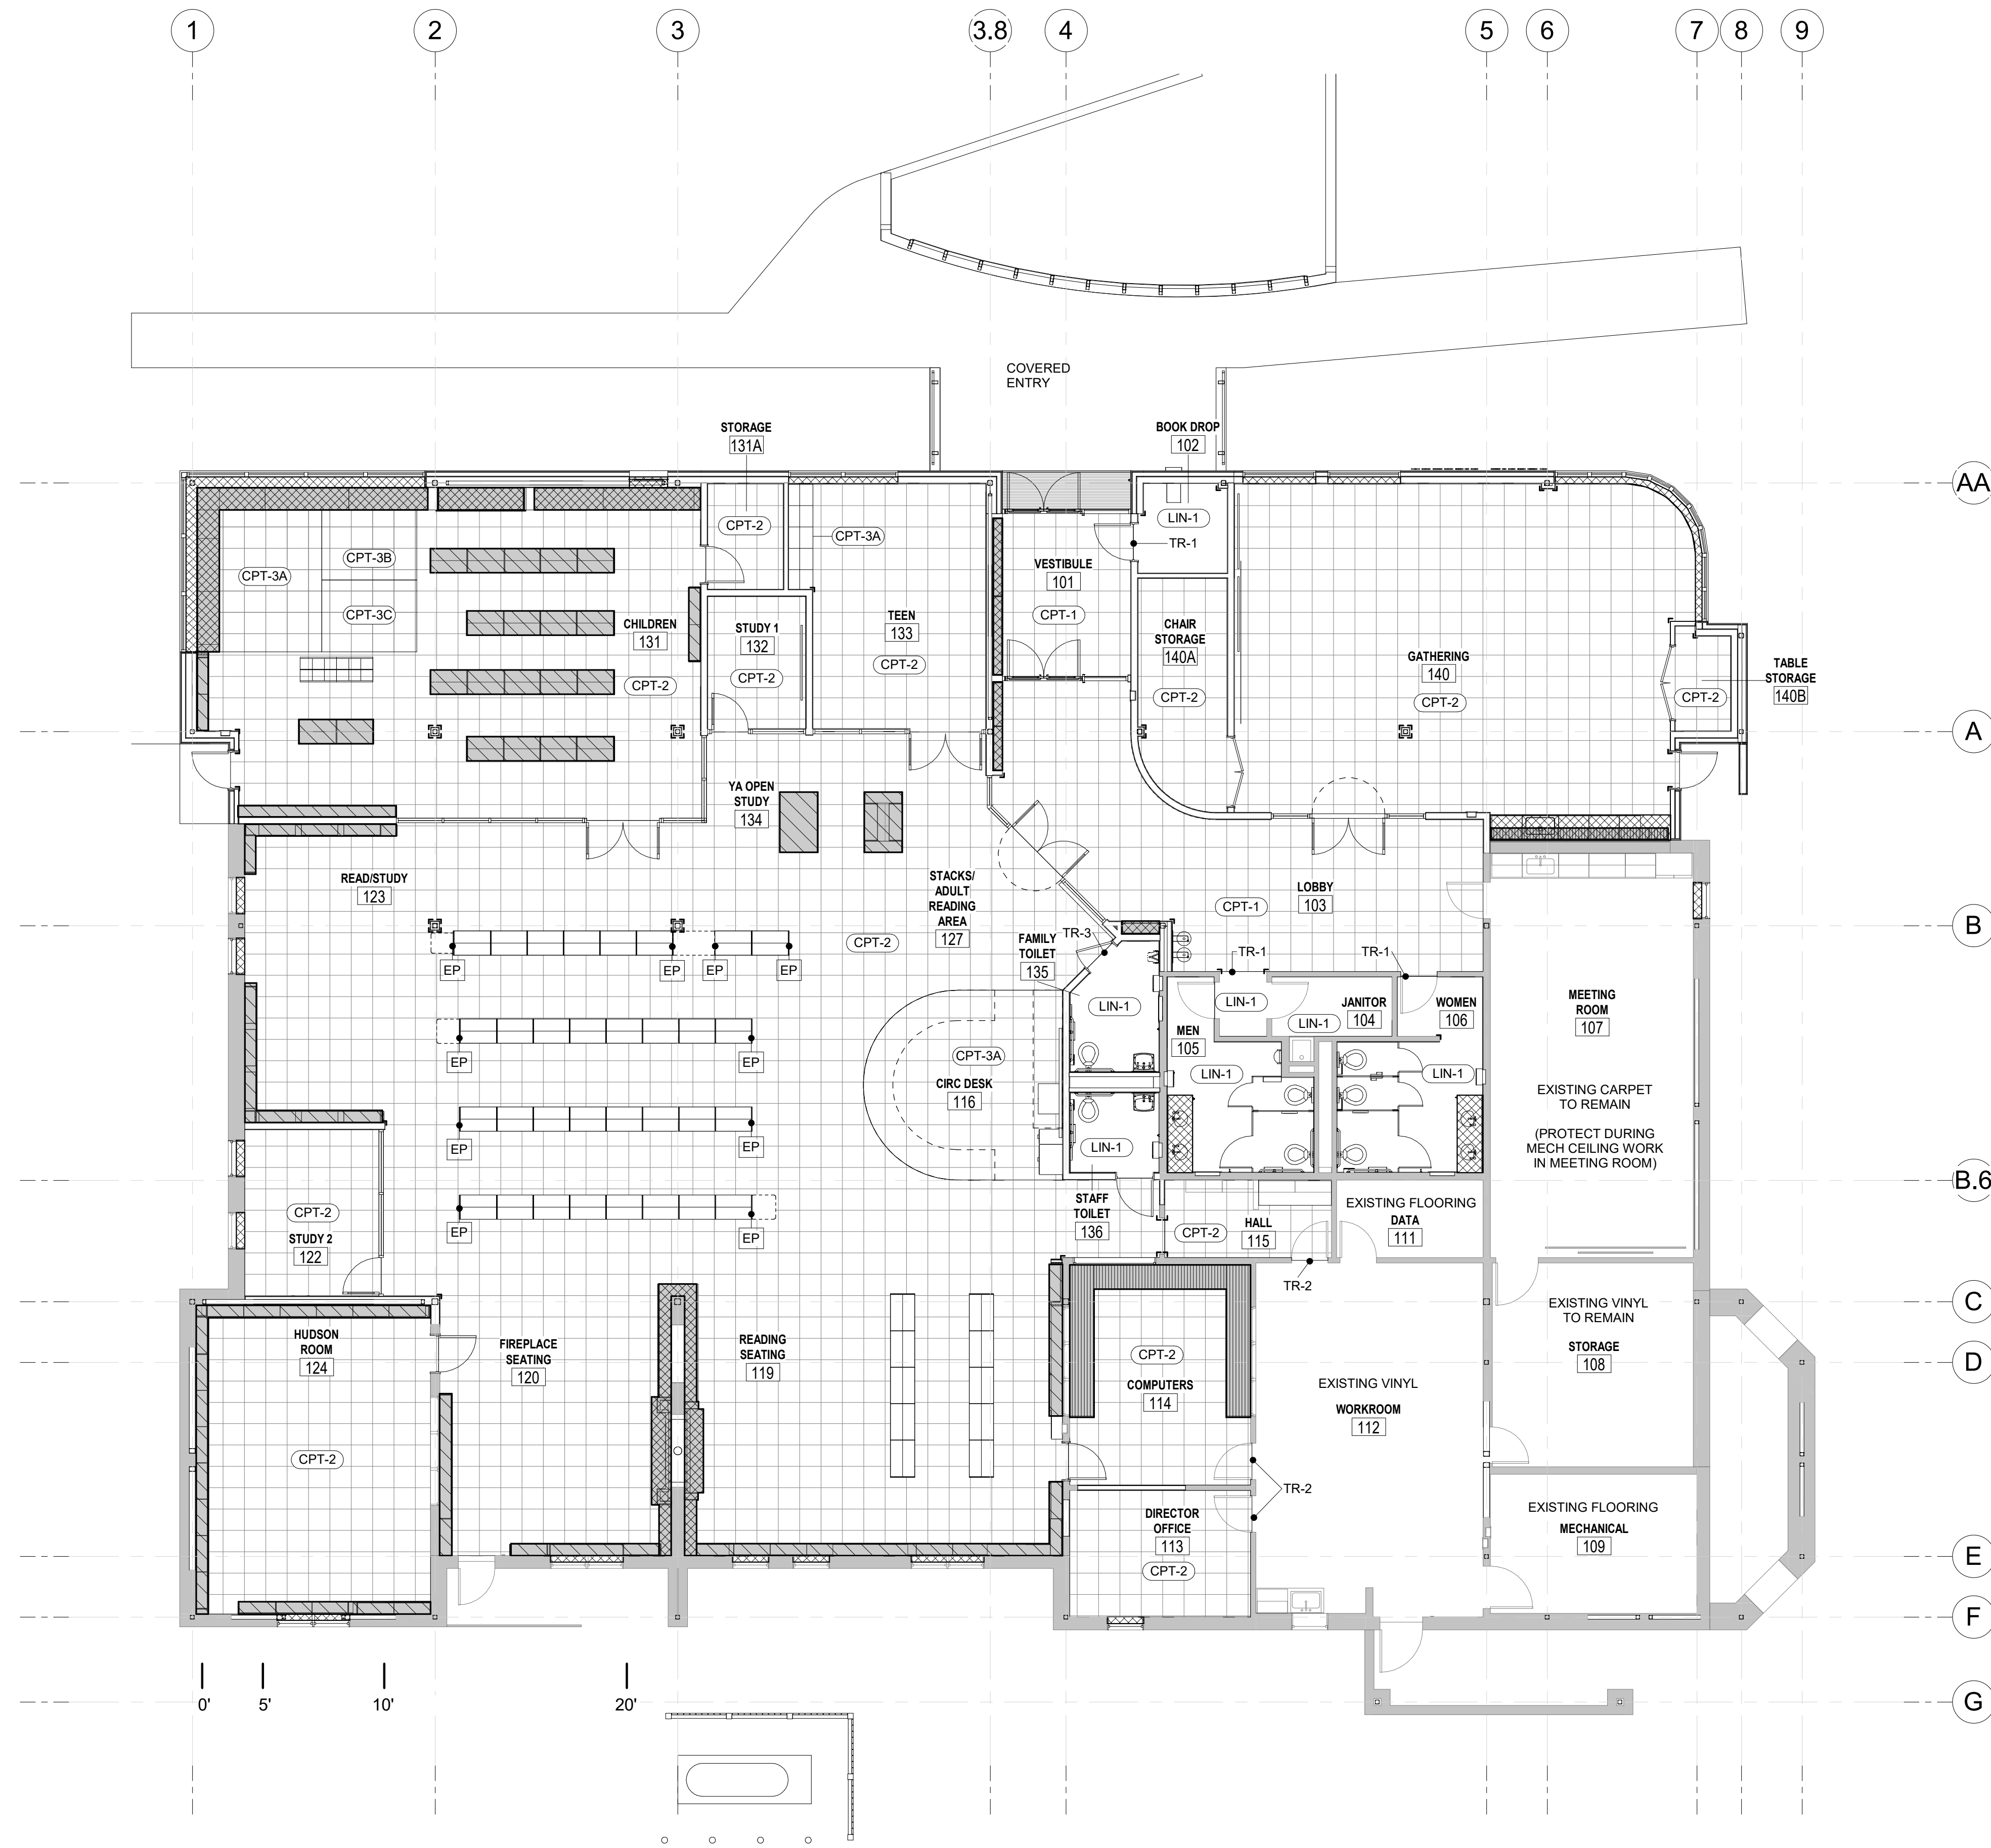 1
2
3
3.8
4
5
6
7
8
9
COVERED
ENTRY
STORAGE
131A
BOOK DROP
102
AA
CPT-2
CPT-3A
LIN-1
TR-1
CPT-3A
CPT-3B
CPT-3C
VESTIBULE
101
CPT-1
CHILDREN
131
CPT-2
STUDY 1
132
CPT-2
TEEN
133
CPT-2
CHAIR
STORAGE
140A
CPT-2
GATHERING
140
CPT-2
TABLE
STORAGE
140B
CPT-2
A
YA OPEN
STUDY
134
READ/STUDY
123
STACKS/
ADULT
READING
AREA
127
CPT-2
LOBBY
103
CPT-1
B
FAMILY
TOILET
135
TR-3
TR-1
TR-1
EP
EP
EP
EP
LIN-1
LIN-1
JANITOR
104
LIN-1
WOMEN
106
MEN
105
MEETING
ROOM
107
EP
EP
CPT-3A
CIRC DESK
116
LIN-1
LIN-1
EXISTING CARPET
TO REMAIN
(PROTECT DURING
MECH CEILING WORK
IN MEETING ROOM)
EP
EP
LIN-1
B.6
STAFF
TOILET
136
EP
EP
CPT-2
STUDY 2
122
CPT-2
HALL
115
EXISTING FLOORING
DATA
111
TR-2
C
HUDSON
ROOM
124
FIREPLACE
SEATING
120
READING
SEATING
119
CPT-2
COMPUTERS
114
EXISTING VINYL
TO REMAIN
STORAGE
108
D
EXISTING VINYL
WORKROOM
112
CPT-2
TR-2
DIRECTOR
OFFICE
113
CPT-2
EXISTING FLOORING
MECHANICAL
109
E
F
0'
5'
10'
20'
G